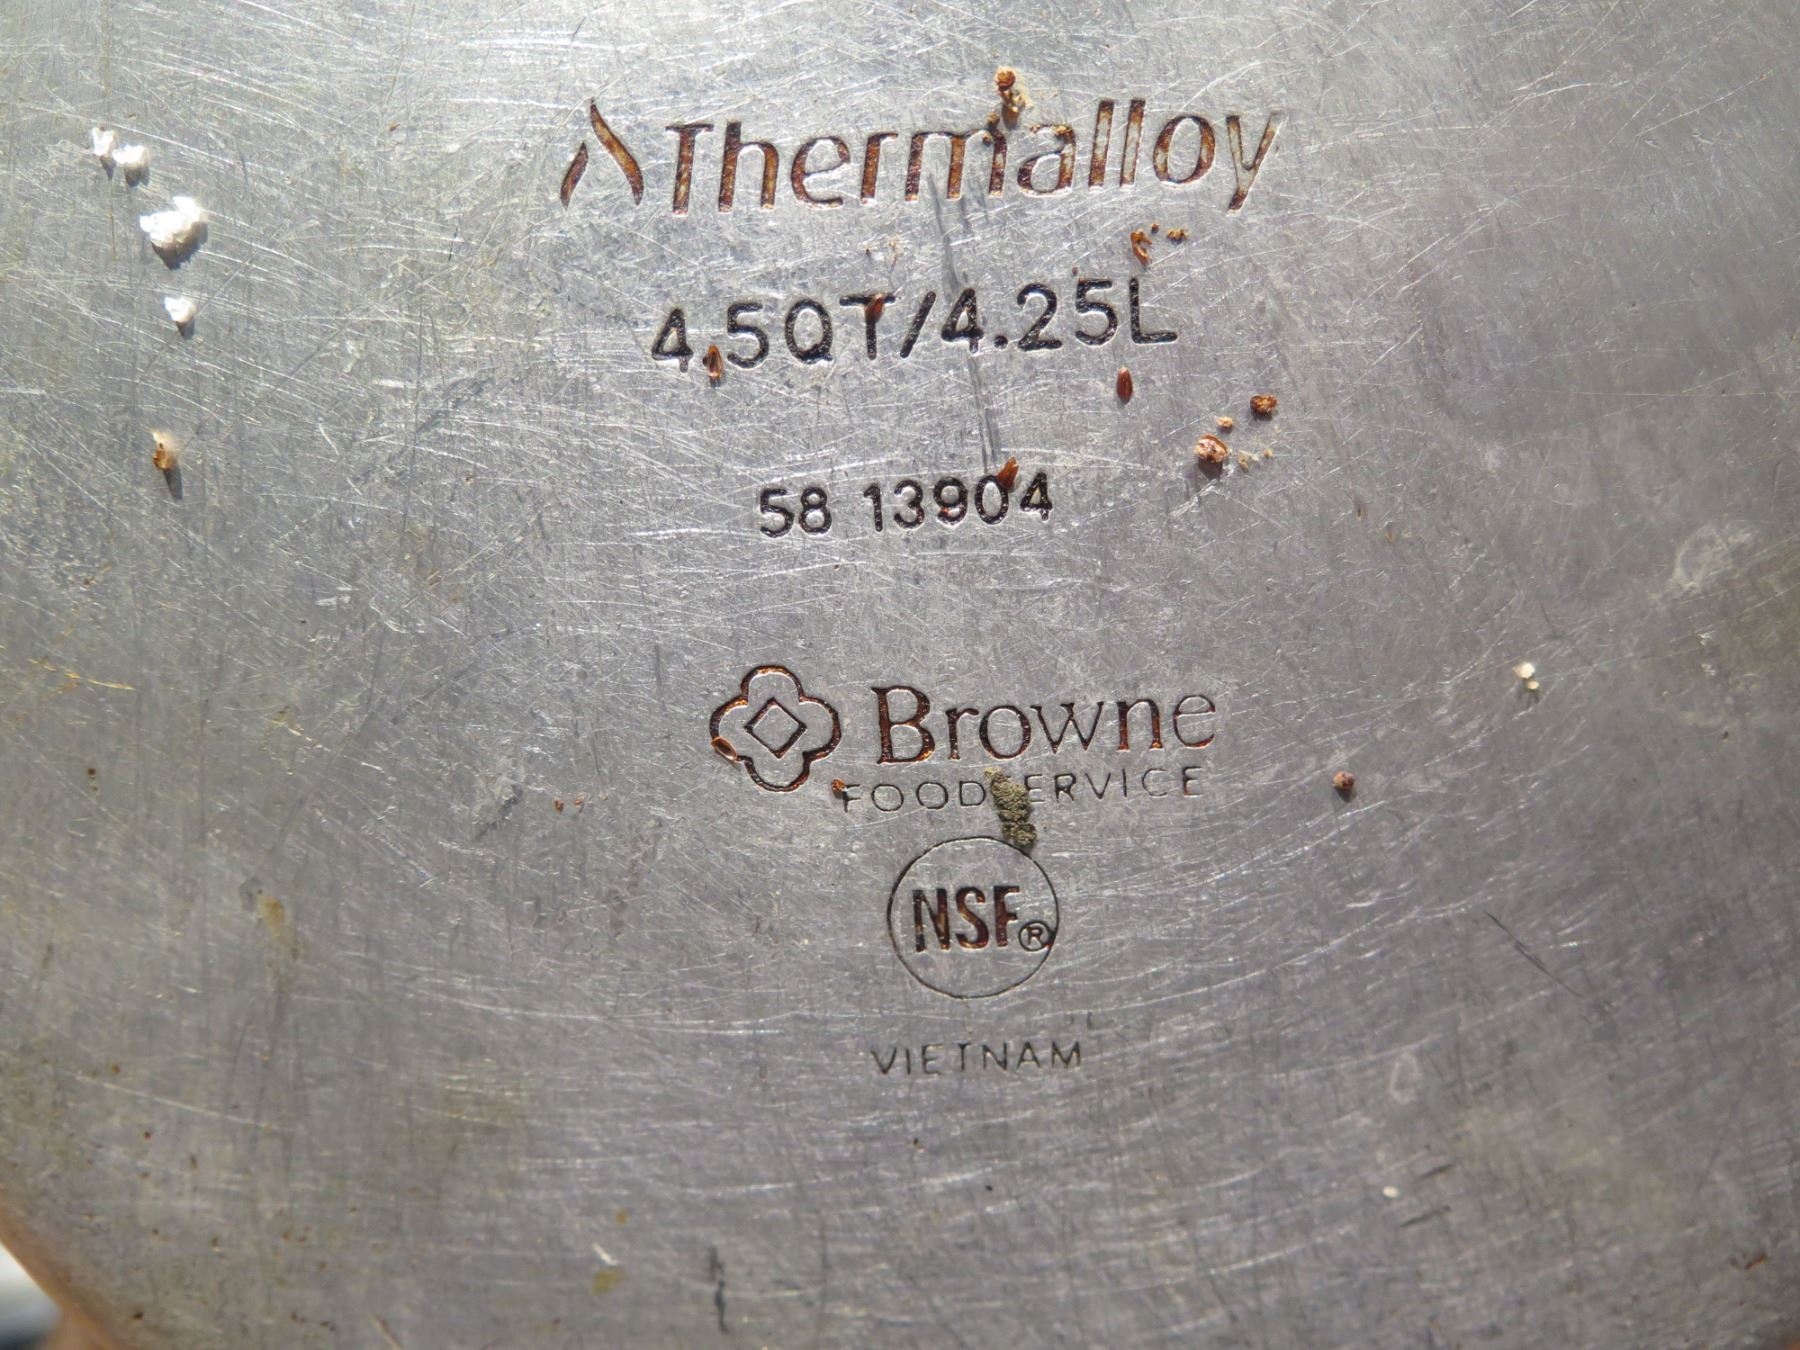 Thermalloy
4.5QT/4.25L
58 13904
Browne
FOODSERVICE
NSF®
VIETNAM